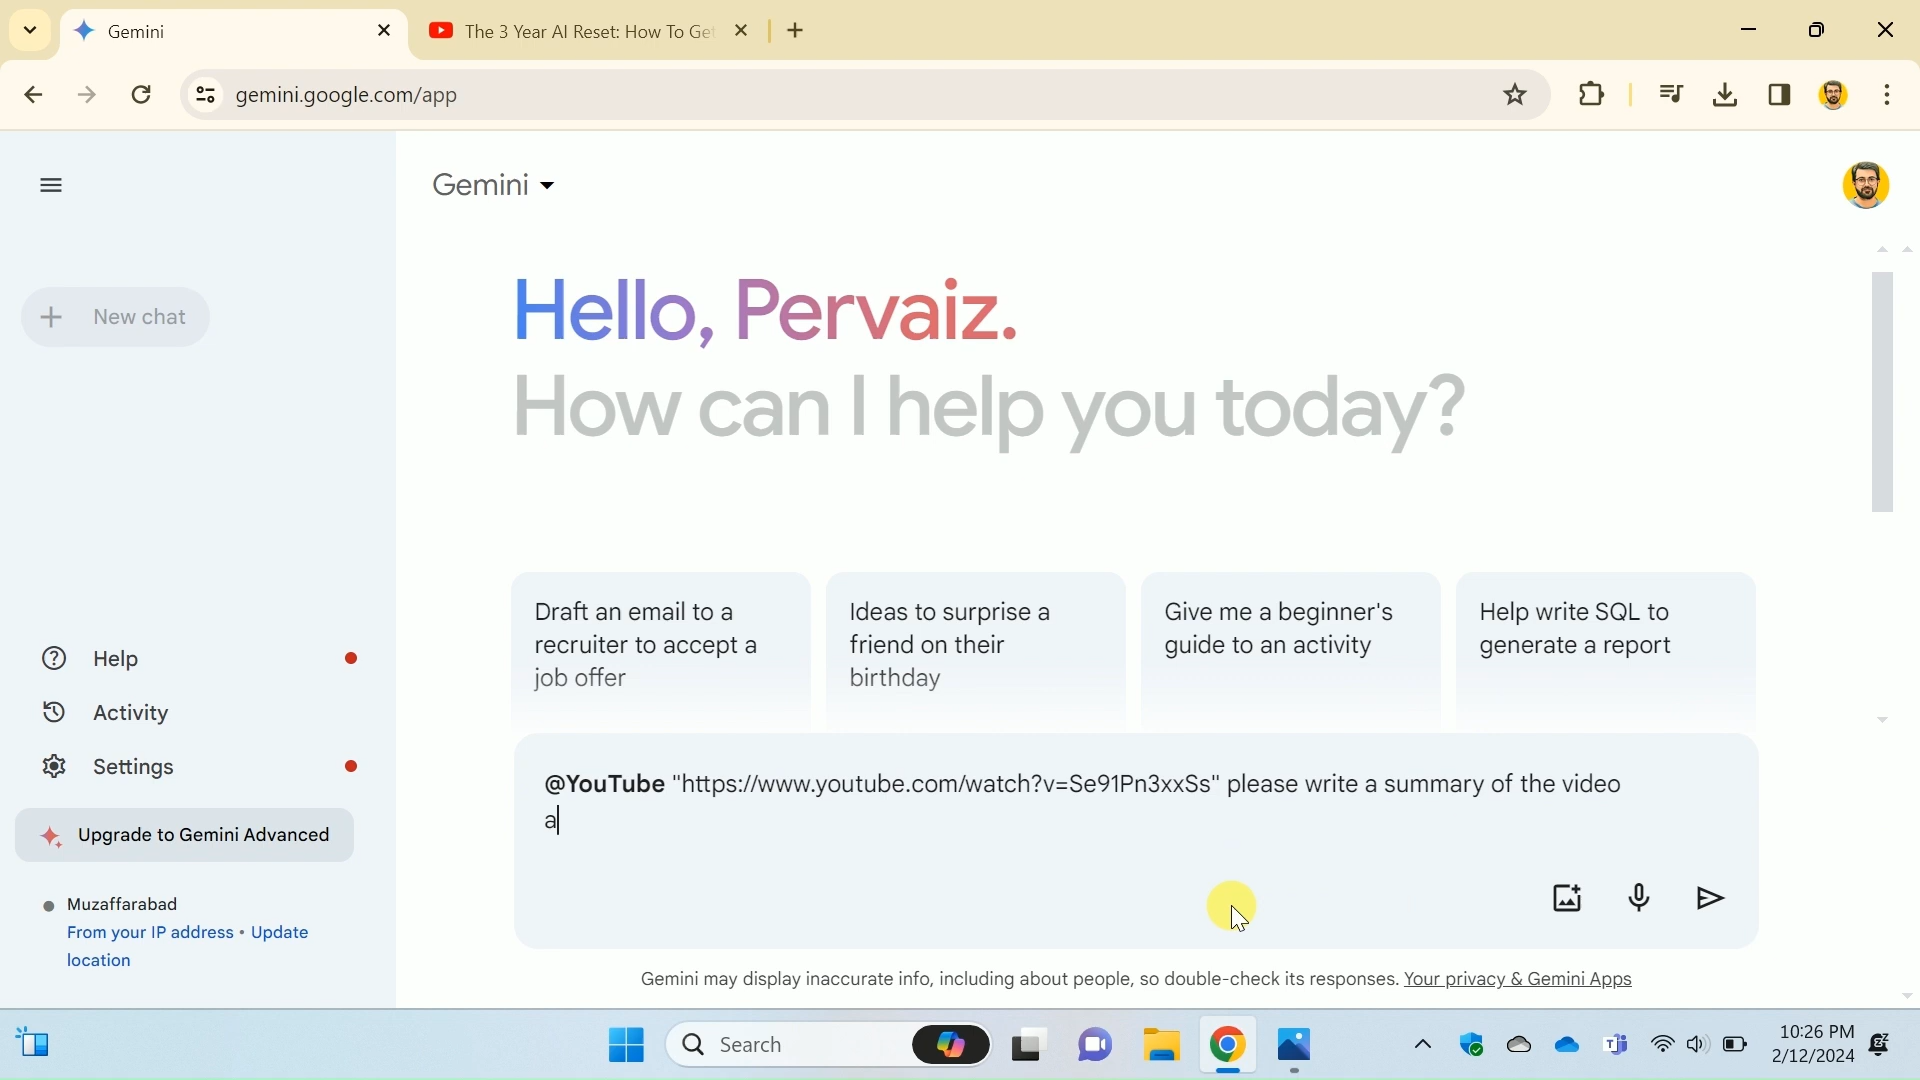 Gemini
The 3 Year AI Reset: How To Get
gemini.google.com/app
Gemini
New chat
Hello, Pervaiz.
How can I help you today?
Draft an email to a
recruiter to accept a
job offer
Ideas to surprise a
friend on their
birthday
Give me a beginner's
guide to an activity
Help write SQL to
generate a report
Help
Activity
Settings
Upgrade to Gemini Advanced
Muzaffarabad
From your IP address • Update
location
@YouTube "https://www.youtube.com/watch?v=Se91Pn3xxSs" please write a summary of the video
a
Gemini may display inaccurate info, including about people, so double-check its responses. Your privacy & Gemini Apps
Search
10:26 PM
2/12/2024